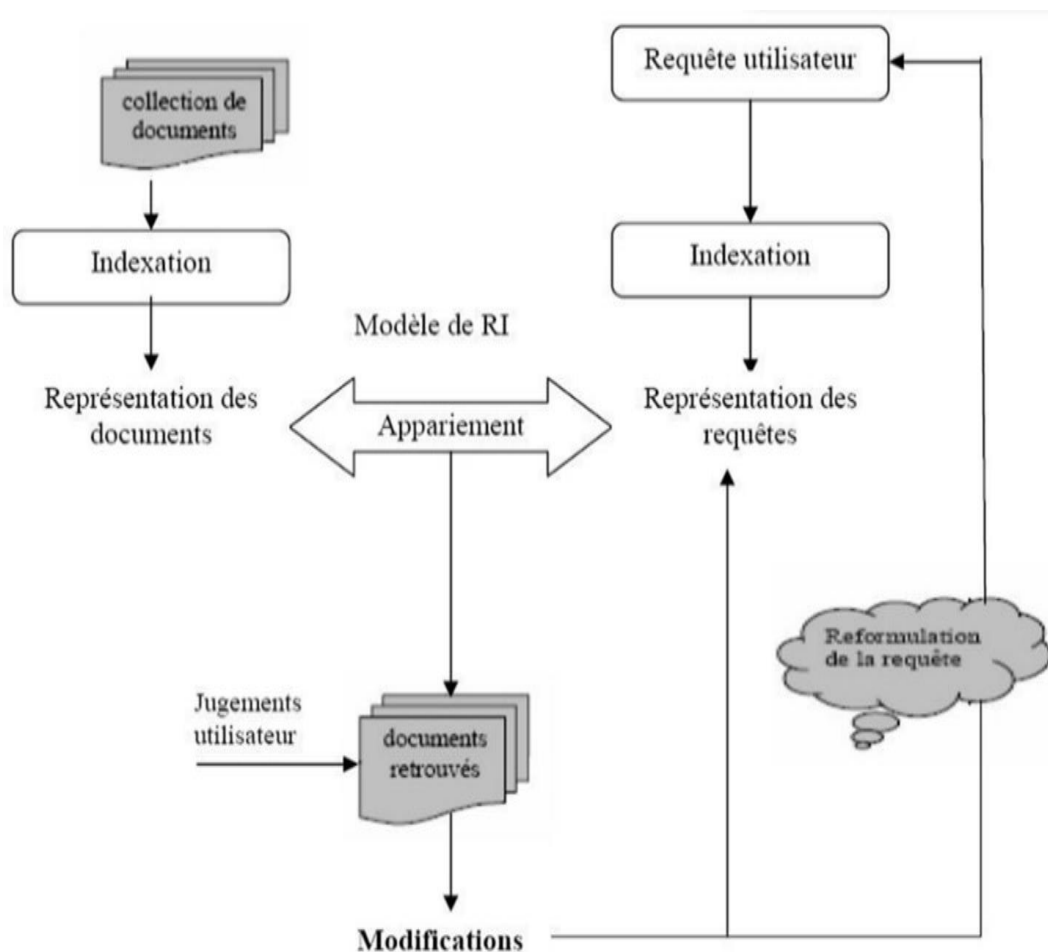 collection de
documents
Indexation
Représentation des
documents
Requête utilisateur
Indexation
Représentation des
requêtes
Modèle de RI
Appariement
Reformulation
de la requête
Jugements
utilisateur
documents
retrouvés
Modifications